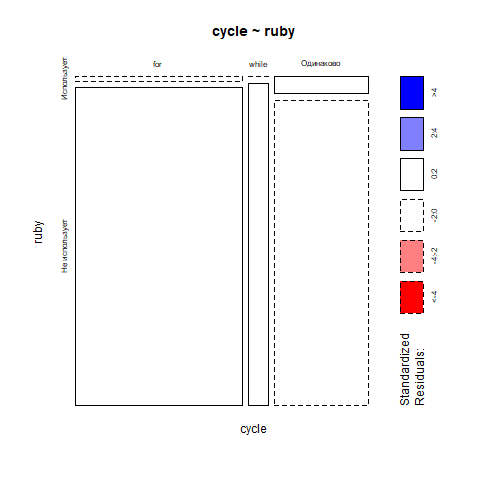 cycle ~ ruby
for
while
Одинаково
Использует
Не использует
ruby
cycle
>4
2:4
0:2
-2:0
-4:-2
<-4
Standardized
Residuals: